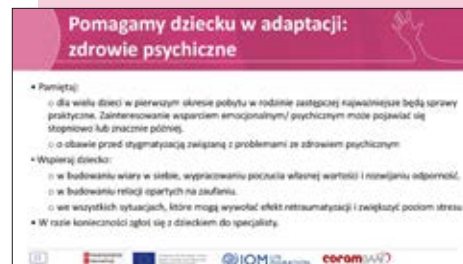 Pomagamy dziecku w adaptacji:
zdrowie psychiczne
• Pamiętaj:
○ dla wielu dzieci w pierwszym okresie pobytu w rodzinie zastępczej najważniejsze będą sprawy
praktyczne. Zainteresowanie wsparciem emocjonalnym/ psychicznym może pojawiać się
stopniowo lub znacznie później.
○ o obawie przed stygmatyzacją związaną z problemami ze zdrowiem psychicznym
• Wspieraj dziecko:
○ w budowaniu wiary w siebie, wypracowaniu poczucia własnej wartości i rozwijaniu odporności.
○ w budowaniu relacji opartych na zaufaniu.
○ we wszystkich sytuacjach, które mogą wywołać efekt retraumatyzacji i zwiększyć poziom stresu
• W razie konieczności zgłoś się z dzieckiem do specjalisty.
IOM coram